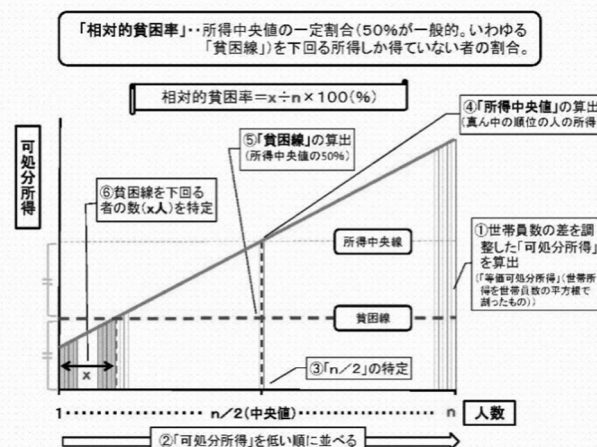 「相対的貧困率」・・所得中央値の一定割合(50%が一般的。いわゆる
「貧困線」)を下回る所得しか得ていない者の割合。
相対的貧困率=x÷n×100(%)
④「所得中央値」の算出
(真ん中の順位の人の所得
⑤「貧困線」の算出
(所得中央値の50%)
可処分所得
⑥貧困線を下回る
者の数(x人)を特定
所得中央線
①世帯員数の差を調
整した「可処分所得」
を算出
(「等価可処分所得」(世帯所
得を世帯員数の平方根で
割ったもの))
貧困線
x
③「n/2」の特定
1・・・・・・・・・・・・・・・ n/2(中央値)・・・・・・・・・・・・・・・ n
人数
②「可処分所得」を低い順に並べる